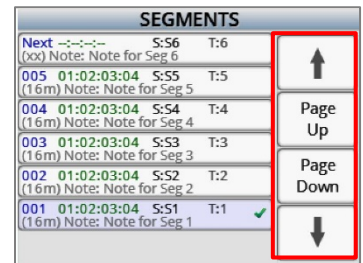 SEGMENTS
Next --:--:--:-- S:S6 T:6
(xx) Note: Note for Seg 6
005 01:02:03:04 S:S5 T:5
(16m) Note: Note for Seg 5
004 01:02:03:04 S:S4 T:4
(16m) Note: Note for Seg 4
003 01:02:03:04 S:S3 T:3
(16m) Note: Note for Seg 3
002 01:02:03:04 S:S2 T:2
(16m) Note: Note for Seg 2
001 01:02:03:04 S:S1 T:1
(16m) Note: Note for Seg 1
Page
Up
Page
Down